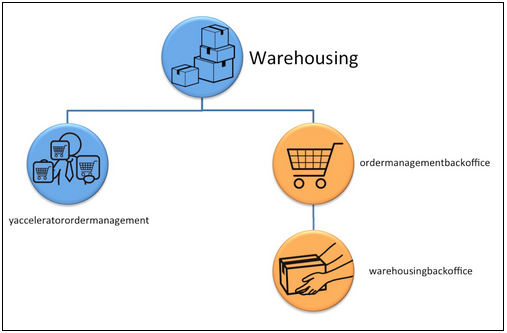 Warehousing
ordermanagementbackoffice
yacceleratorordermanagement
warehousingbackoffice